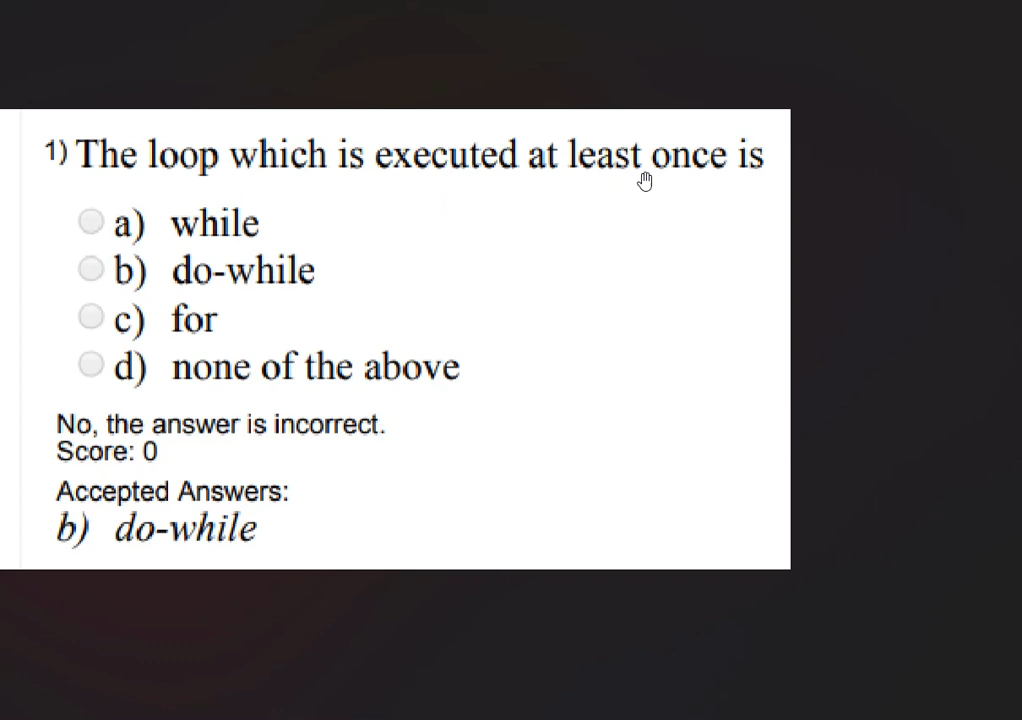 1) The loop which is executed at least once is
a) while
b) do-while
c) for
d) none of the above
No, the answer is incorrect.
Score: 0
Accepted Answers:
b) do-while